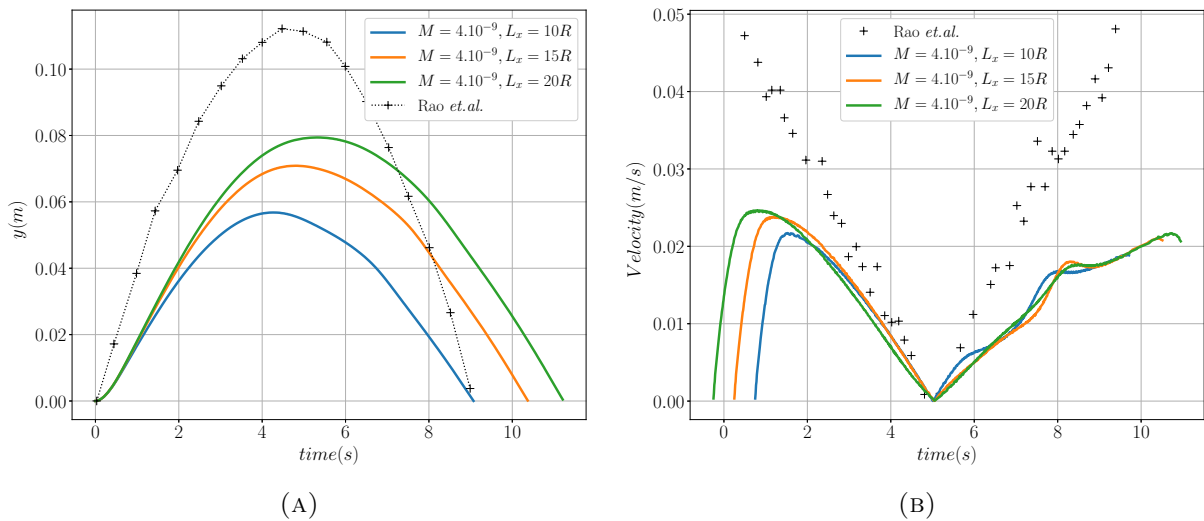 0.00
0.02
0.04
0.06
0.08
0.10
y(m)
0
2
4
6
8
10
time(s)
M = 4.10⁻⁹, Lₓ = 10R
M = 4.10⁻⁹, Lₓ = 15R
M = 4.10⁻⁹, Lₓ = 20R
Rao et.al.
(A)
0.00
0.01
0.02
0.03
0.04
0.05
Velocity(m/s)
0
2
4
6
8
10
time(s)
Rao et.al.
M = 4.10⁻⁹, Lₓ = 10R
M = 4.10⁻⁹, Lₓ = 15R
M = 4.10⁻⁹, Lₓ = 20R
(B)